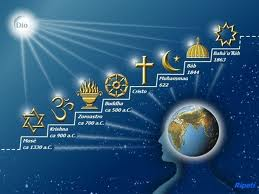 Dio
Mosè
ca 1330 a.C.
Krishna
ca 900 a.C.
Zoroastro
ca 700 a.C.
Buddha
ca 500 a.C.
Cristo
Muhammad
622
Báb
1844
Bahá'u'lláh
1863
Ripeti